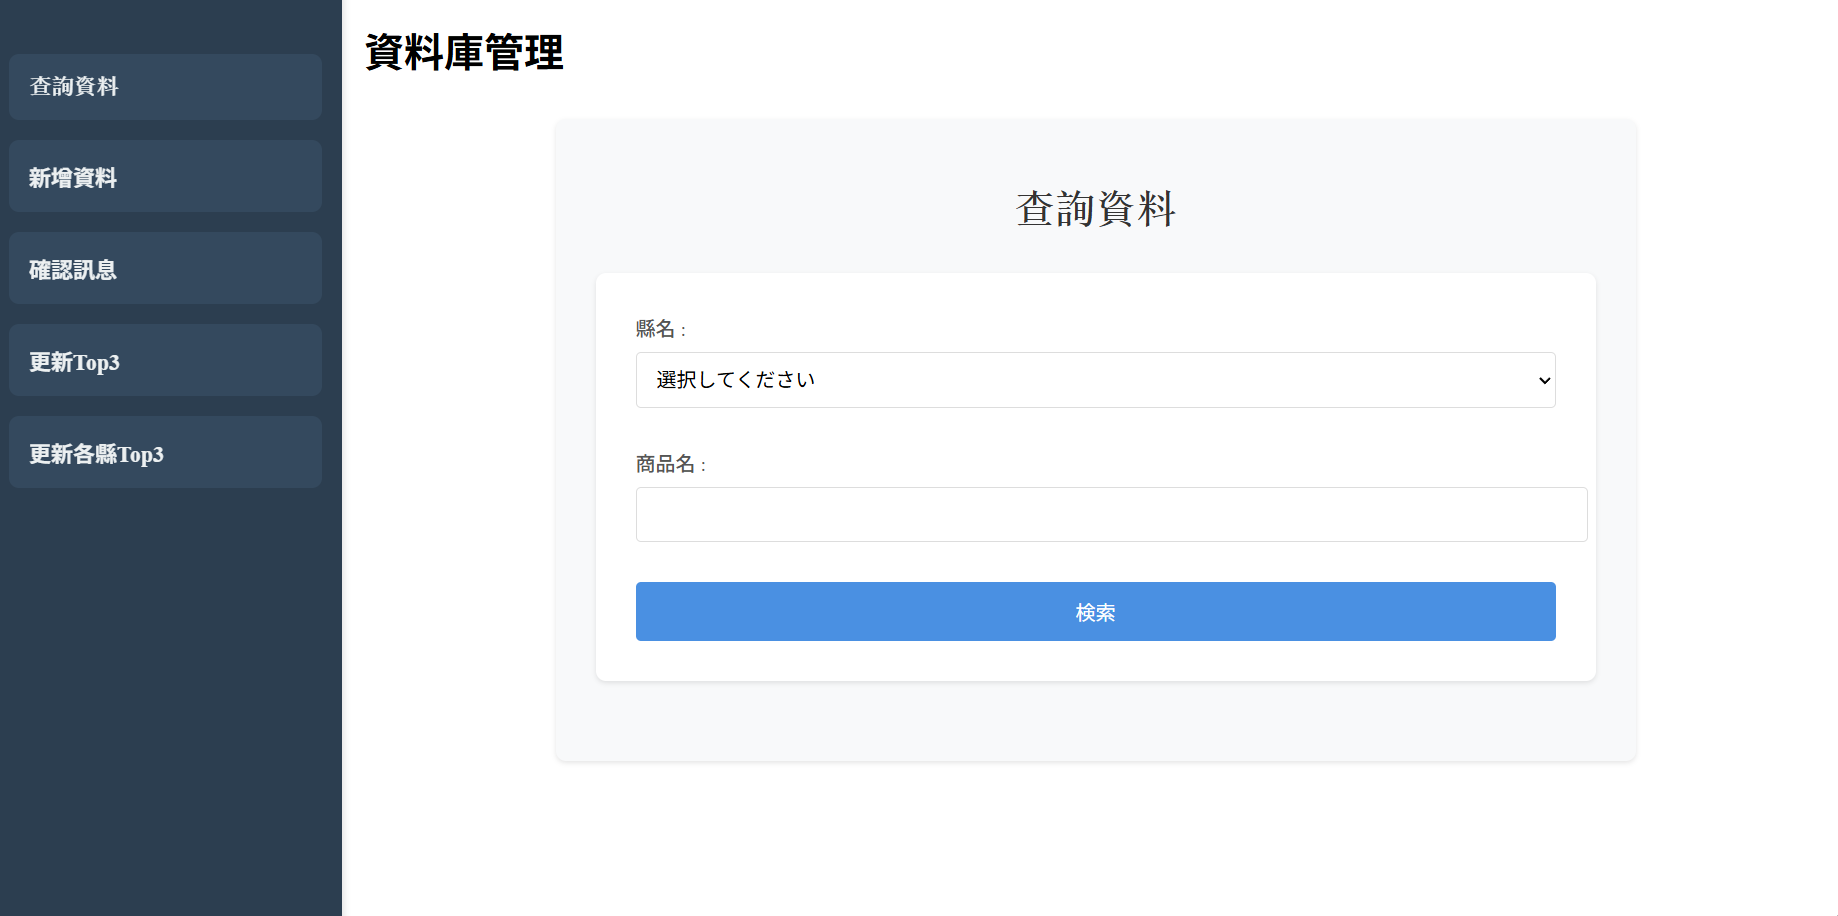 查詢資料
新增資料
確認訊息
更新Top3
更新各縣Top3
資料庫管理
查詢資料
縣名 :
選択してください
商品名 :
検索